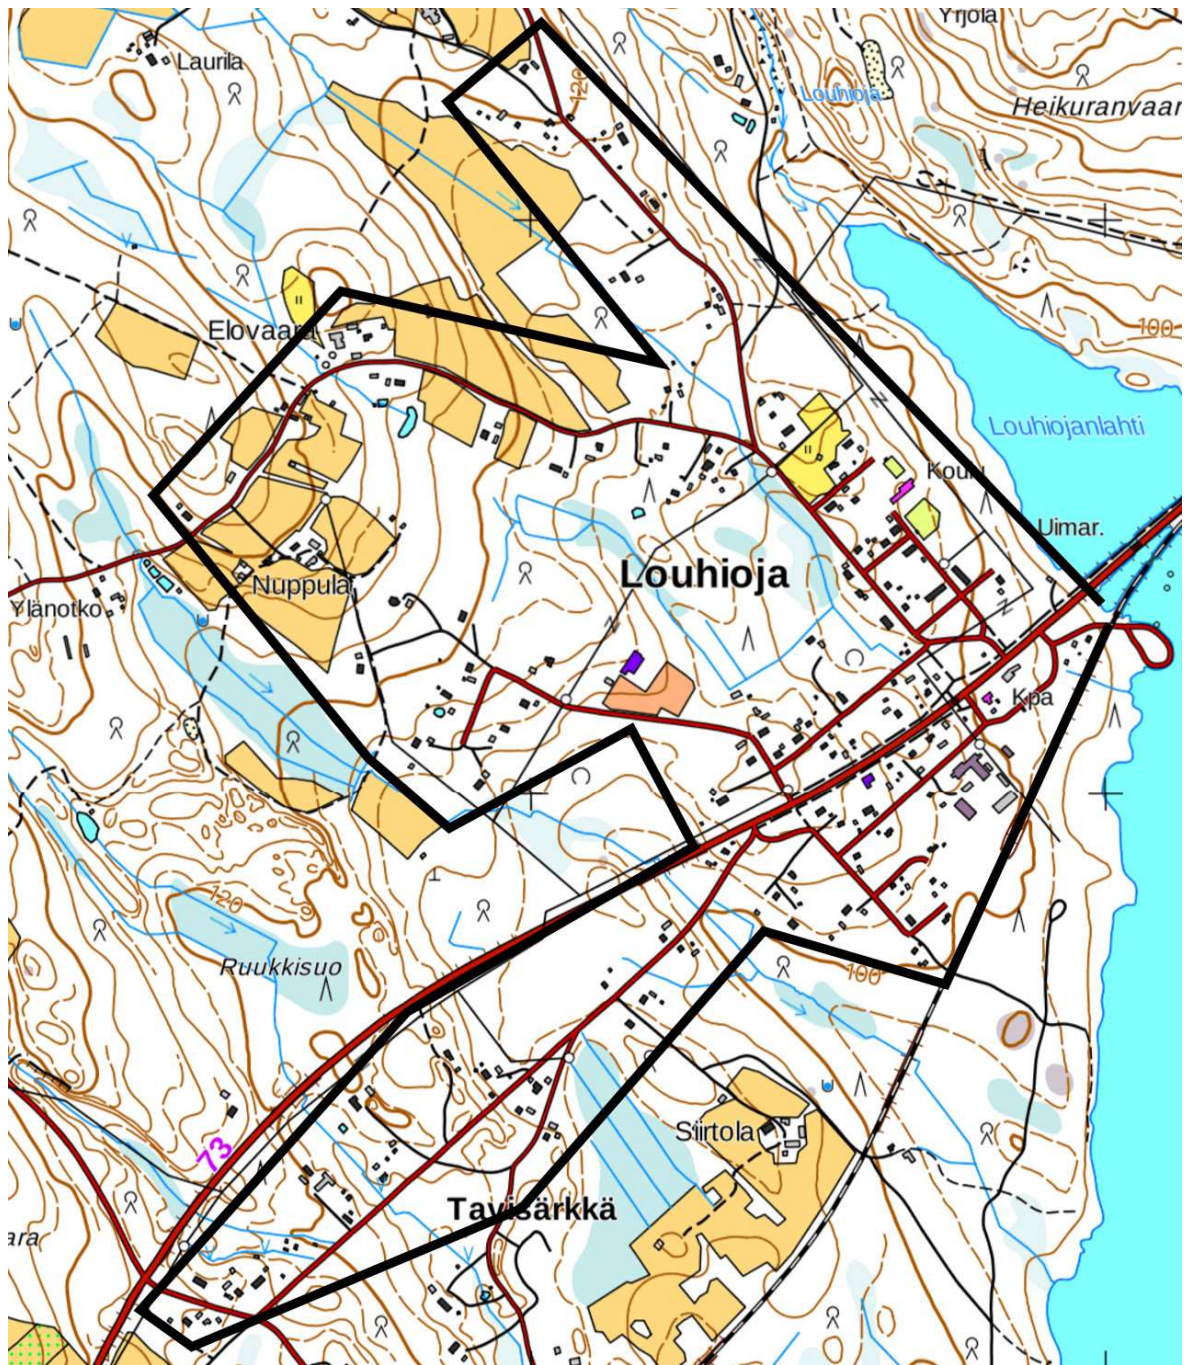 Yrjölä
Laurila
120
Louhioja
Heikuranvaar
Elovaara
100
Louhiojanlahti
Koulu
Uimar.
Louhioja
Nuppula
Ylänotko
Kpa
120
Ruukkisuo
100
73
Siirtola
Tavisärkkä
ara